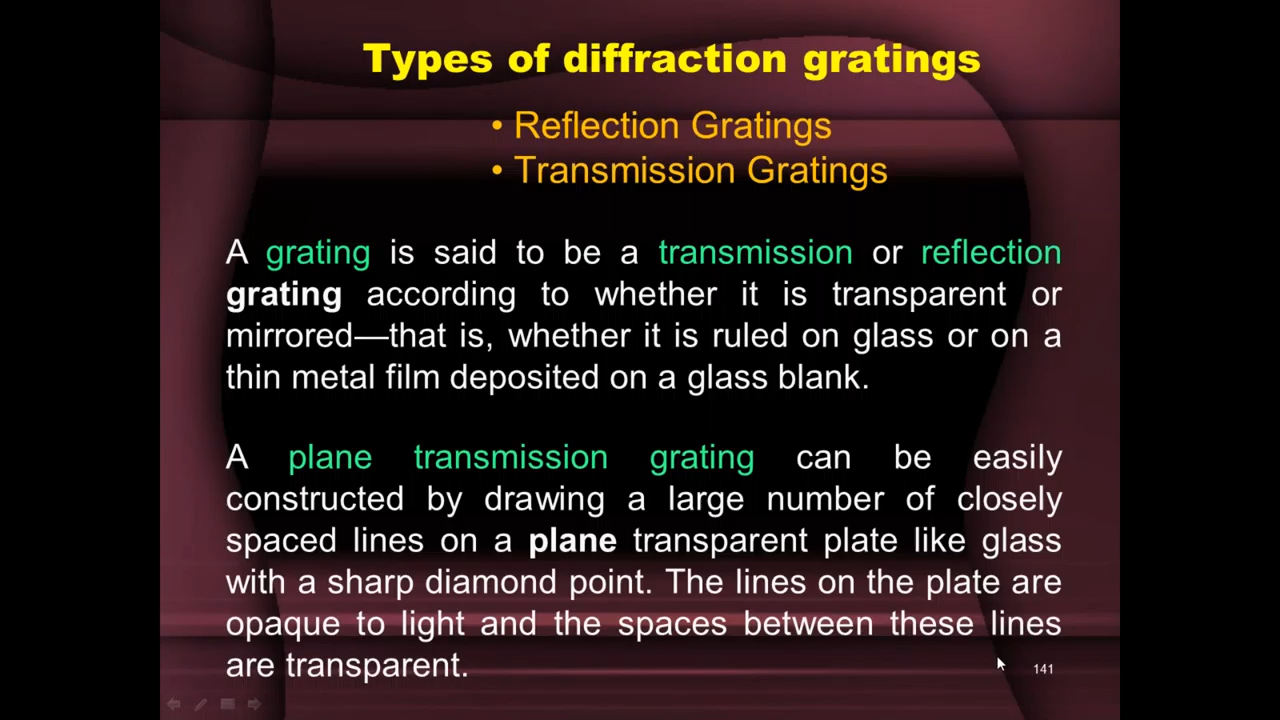 Types of diffraction gratings
• Reflection Gratings
• Transmission Gratings
A grating is said to be a transmission or reflection
grating according to whether it is transparent or
mirrored—that is, whether it is ruled on glass or on a
thin metal film deposited on a glass blank.
A plane transmission grating can be easily
constructed by drawing a large number of closely
spaced lines on a plane transparent plate like glass
with a sharp diamond point. The lines on the plate are
opaque to light and the spaces between these lines
are transparent.
141